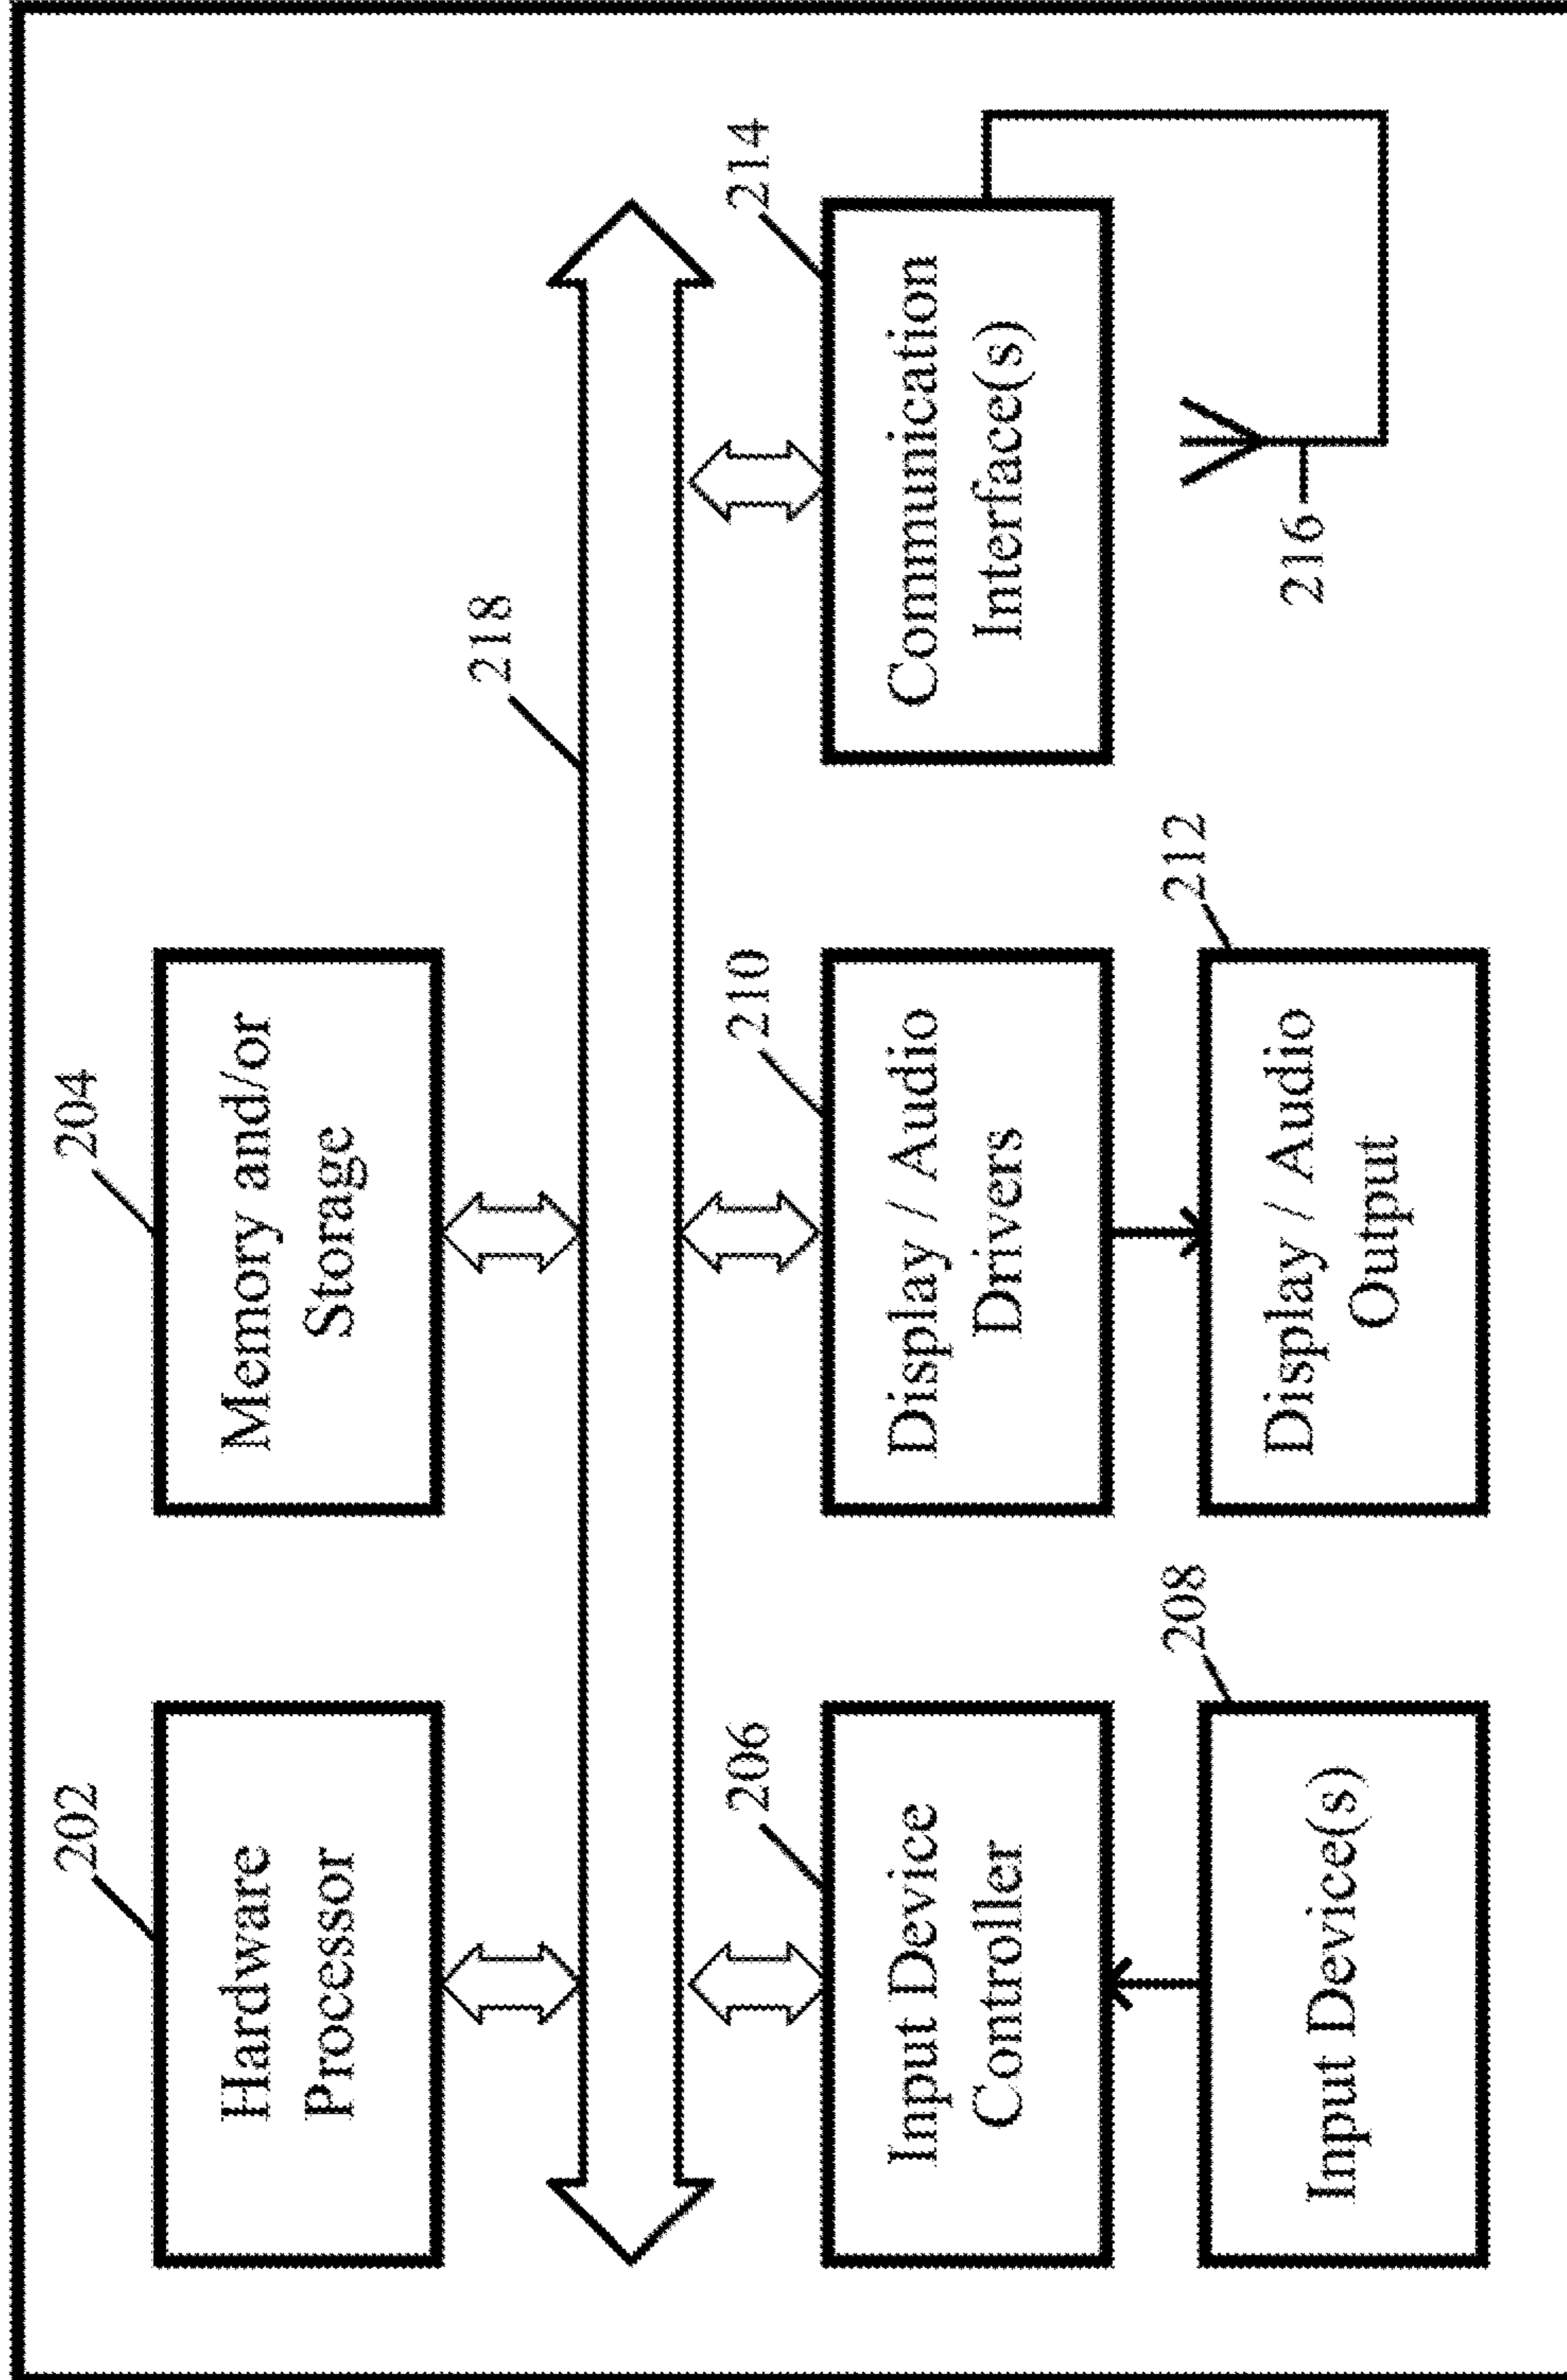 202
Hardware
Processor
204
Memory and/or
Storage
218
206
Input Device
Controller
210
Display / Audio
Drivers
214
Communication
Interface(s)
208
Input Device(s)
212
Display / Audio
Output
216